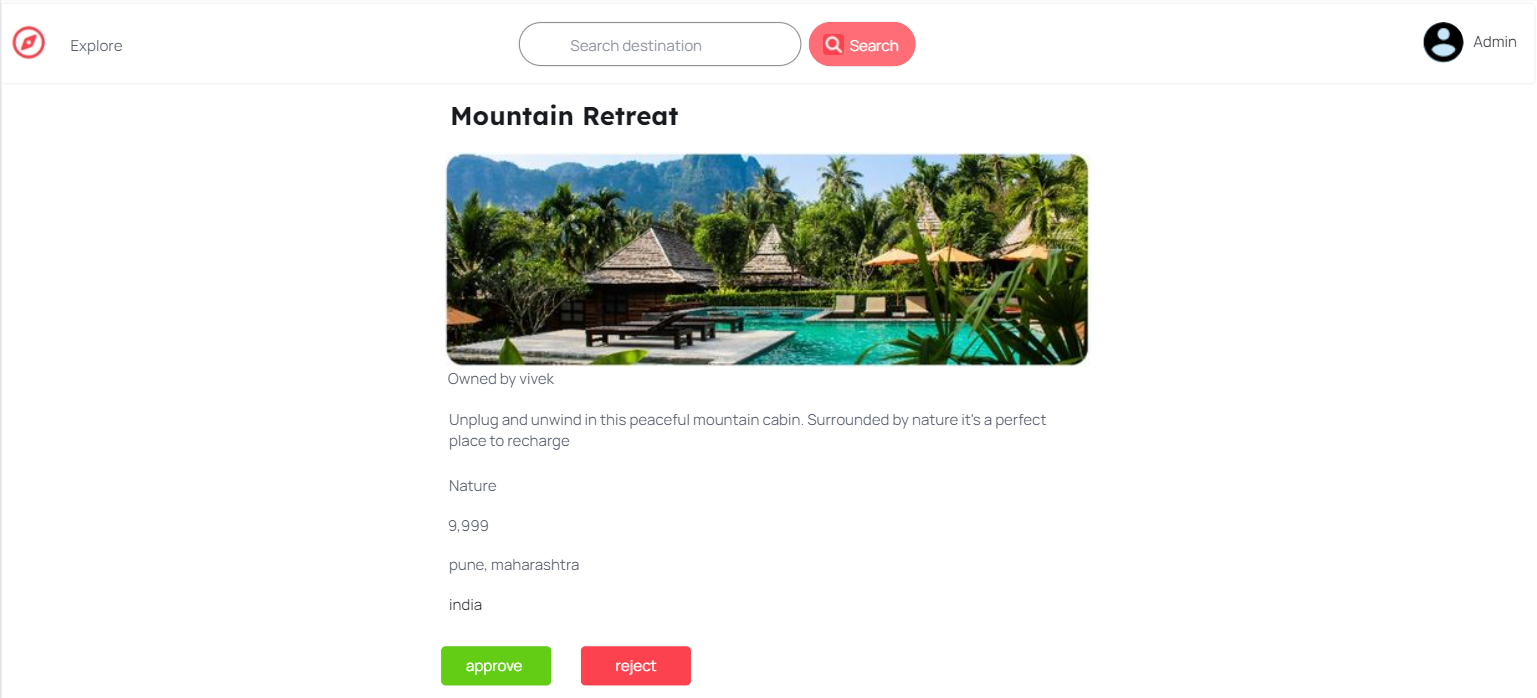 Explore
Search destination
Search
Admin
Mountain Retreat
Owned by vivek
Unplug and unwind in this peaceful mountain cabin. Surrounded by nature it's a perfect
place to recharge
Nature
9,999
pune, maharashtra
india
approve
reject